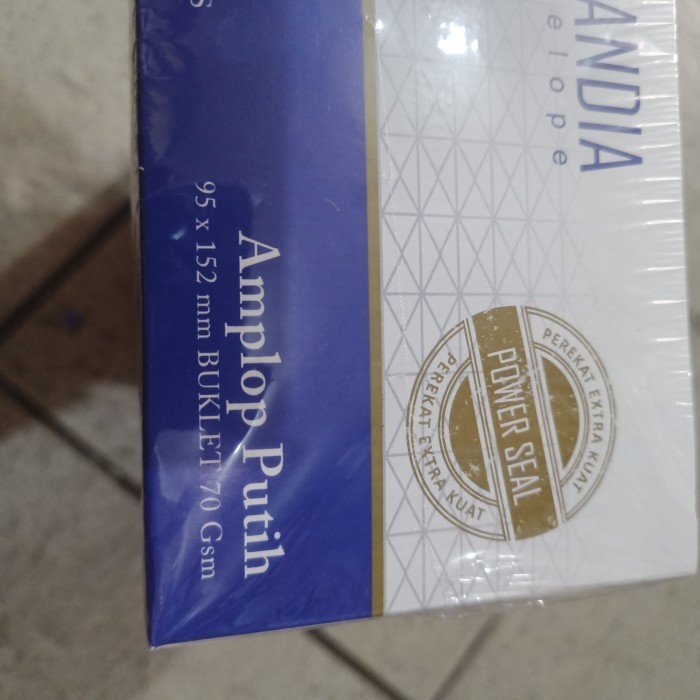 ANDIA
elope
PEREKAT EXTRA KUAT
POWER SEAL
PEREKAT EXTRA KUAT
Amplop Putih
95 x 152 mm BUKLET 70 Gsm
S